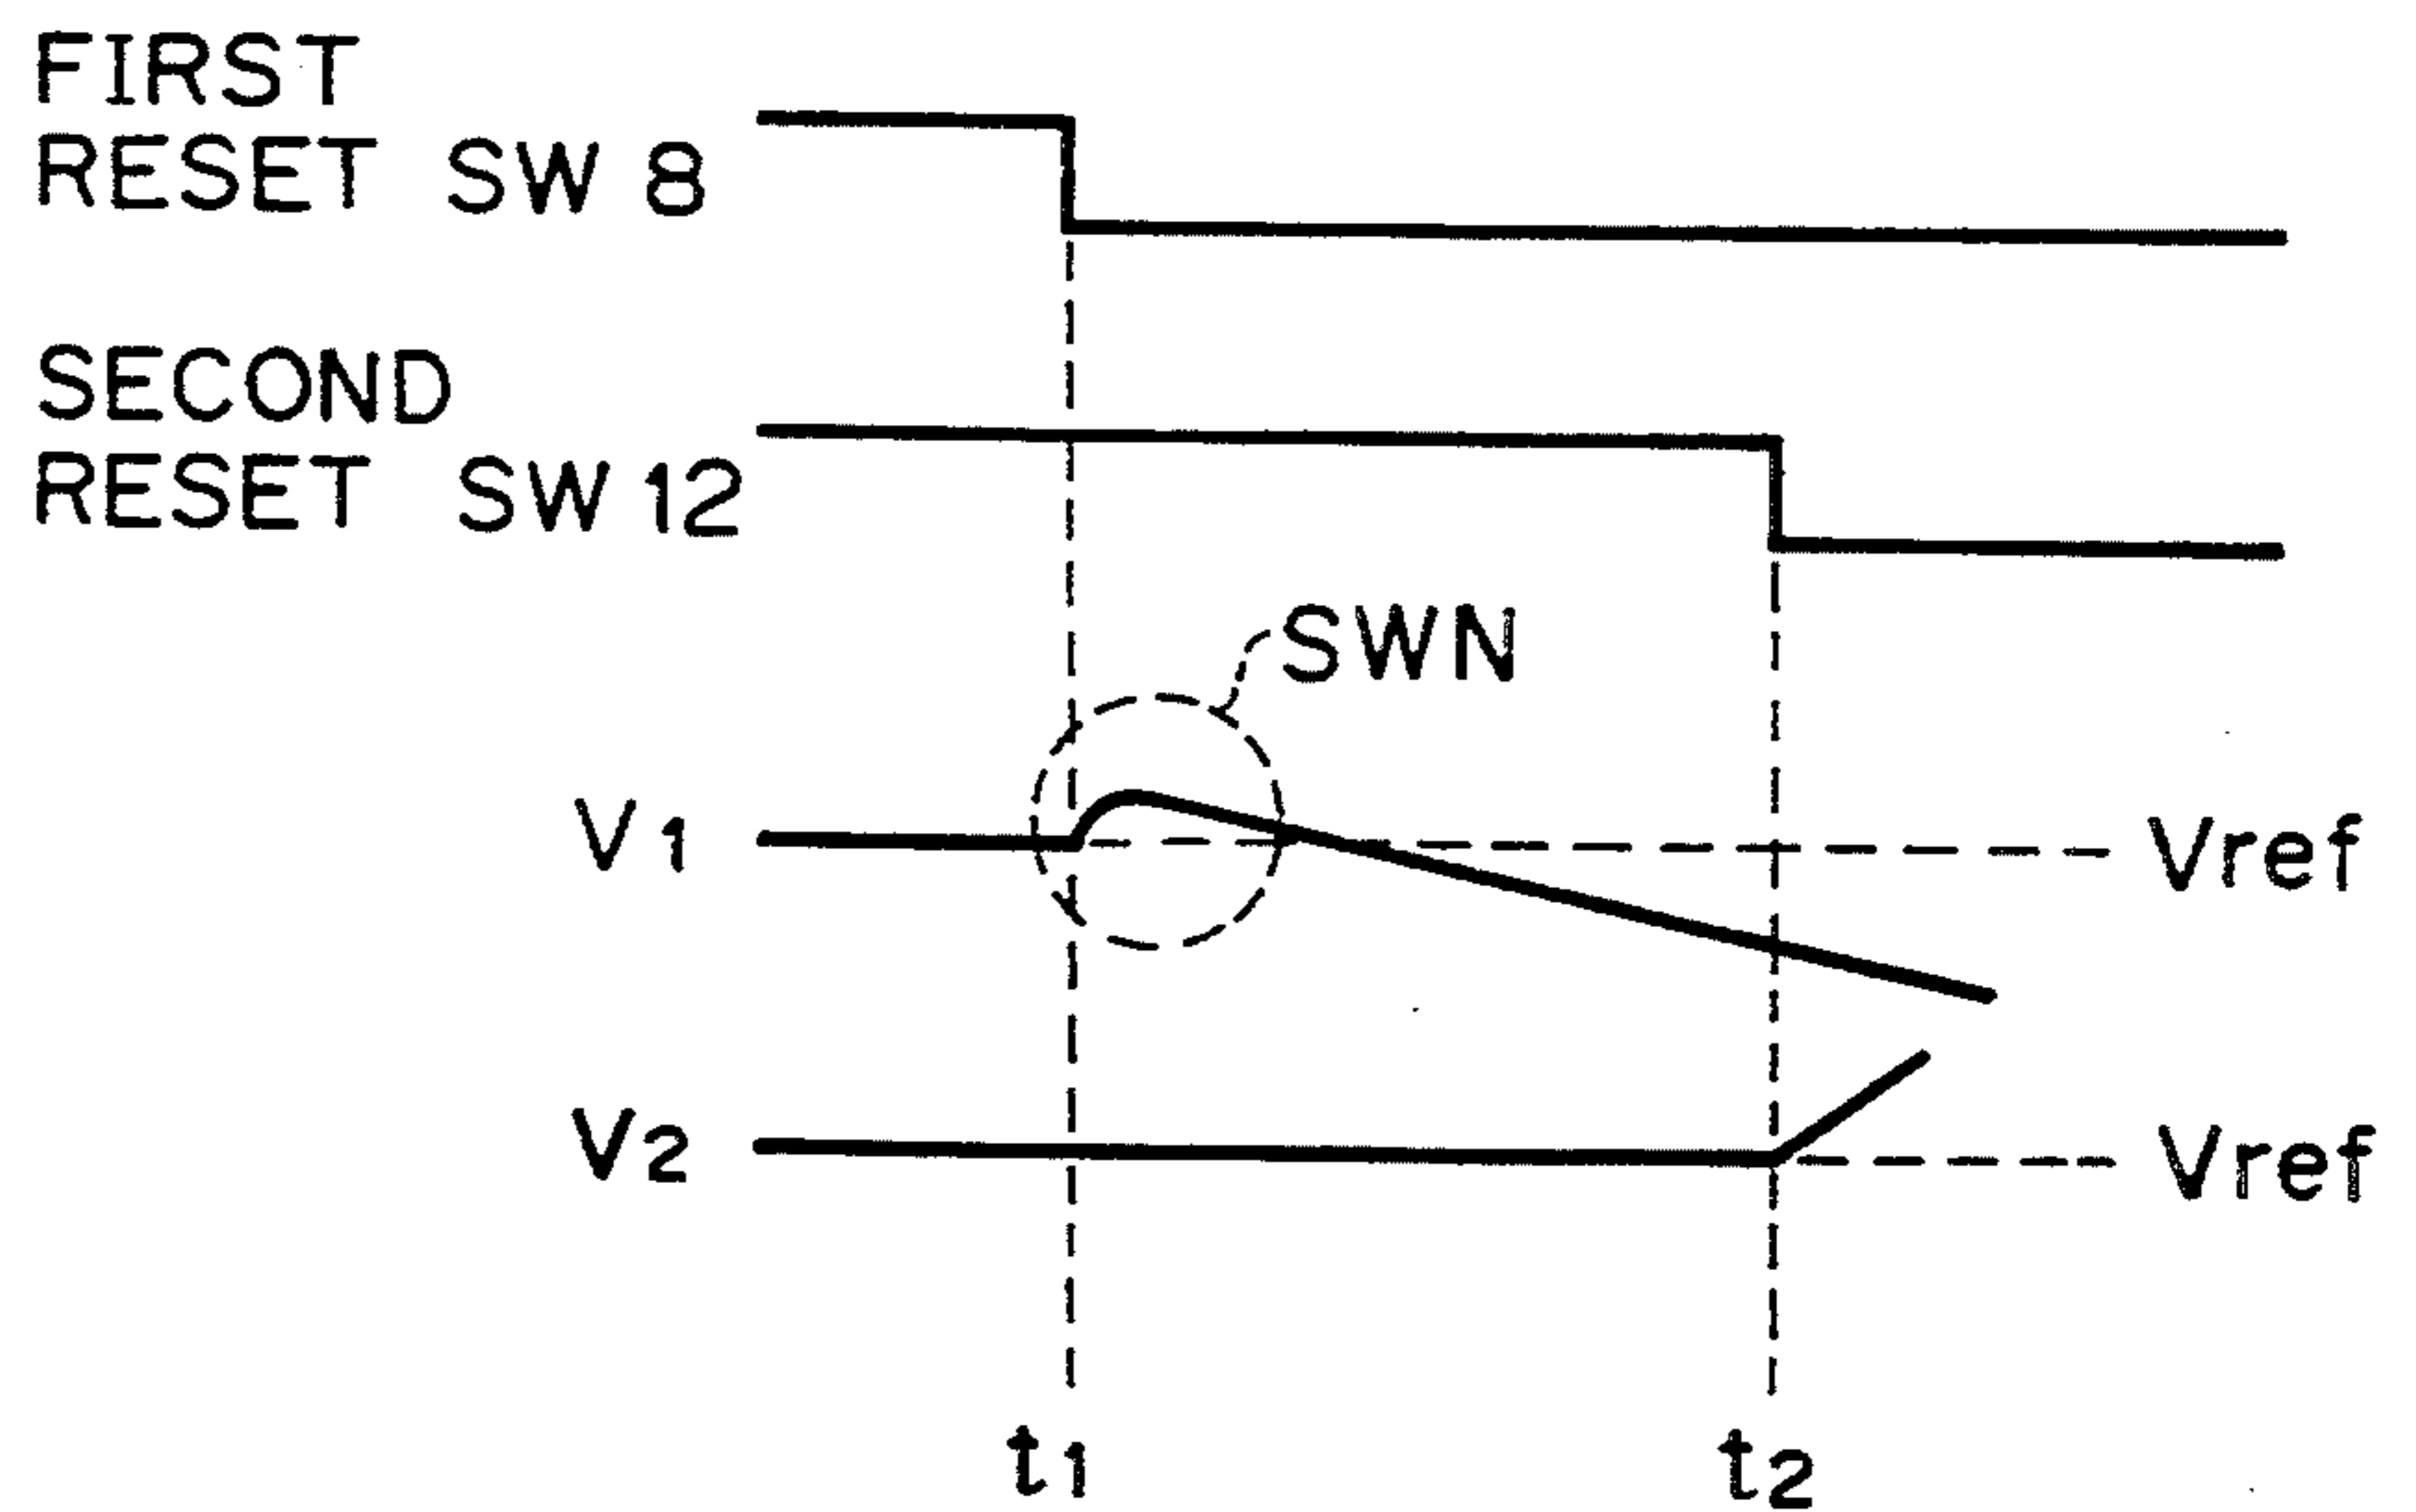 FIRST
RESET SW 8
SECOND
RESET SW 12
SWN
V1
Vref
V2
Vref
t1
t2